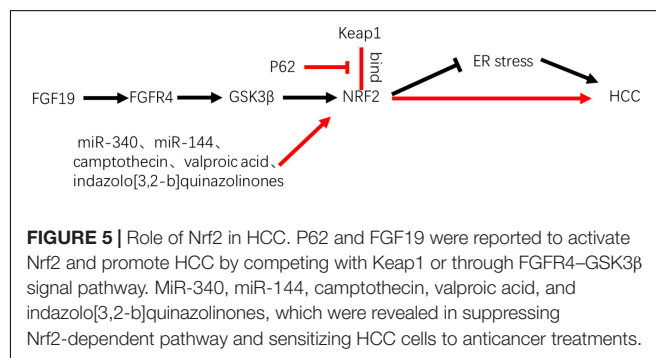 Keap1
bind
P62
ER stress
FGF19
FGFR4
GSK3β
NRF2
HCC
miR-340、miR-144、
camptothecin、valproic acid、
indazolo[3,2-b]quinazolinones
FIGURE 5 | Role of Nrf2 in HCC. P62 and FGF19 were reported to activate
Nrf2 and promote HCC by competing with Keap1 or through FGFR4–GSK3β
signal pathway. MiR-340, miR-144, camptothecin, valproic acid, and
indazolo[3,2-b]quinazolinones, which were revealed in suppressing
Nrf2-dependent pathway and sensitizing HCC cells to anticancer treatments.